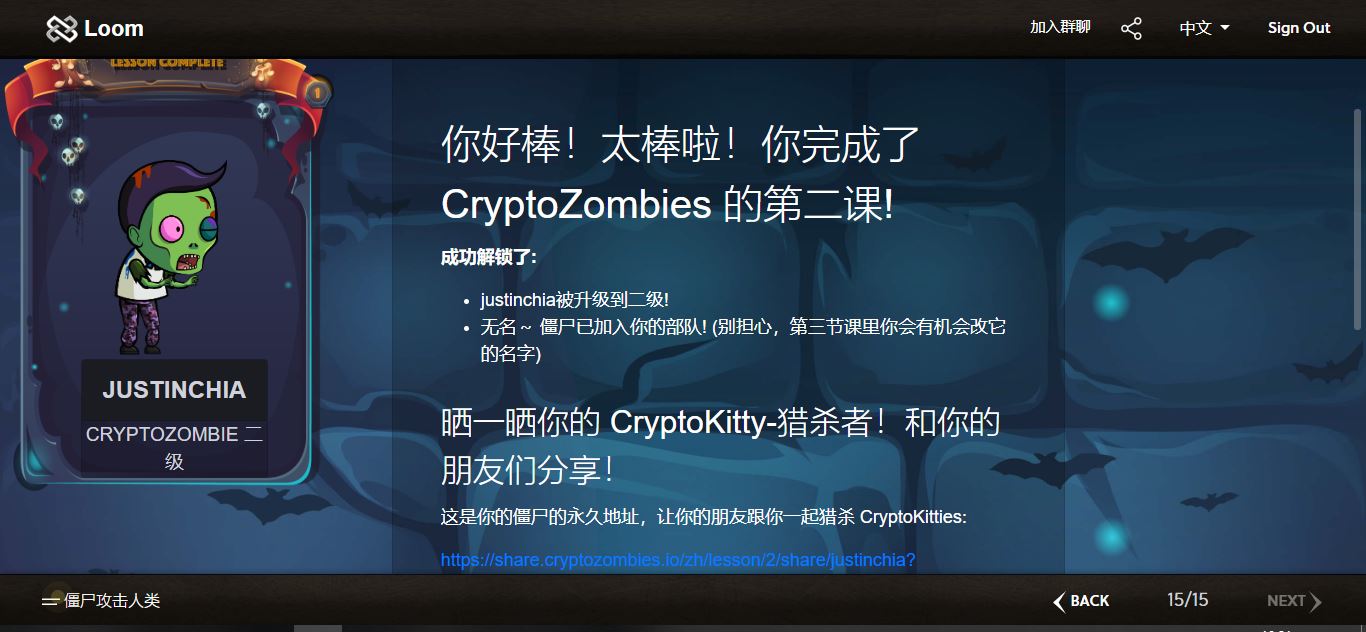 Loom
加入群聊
中文
Sign Out
LESSON COMPLETE
1
JUSTINCHIA
CRYPTOZOMBIE 二
级
你好棒！太棒啦！你完成了
CryptoZombies 的第二课!
成功解锁了:
justinchia被升级到二级!
无名 ~ 僵尸已加入你的部队! (别担心，第三节课里你会有机会改它
的名字)
晒一晒你的 CryptoKitty-猎杀者！和你的
朋友们分享！
这是你的僵尸的永久地址，让你的朋友跟你一起猎杀 CryptoKitties:
https://share.cryptozombies.io/zh/lesson/2/share/justinchia?
僵尸攻击人类
BACK
15/15
NEXT